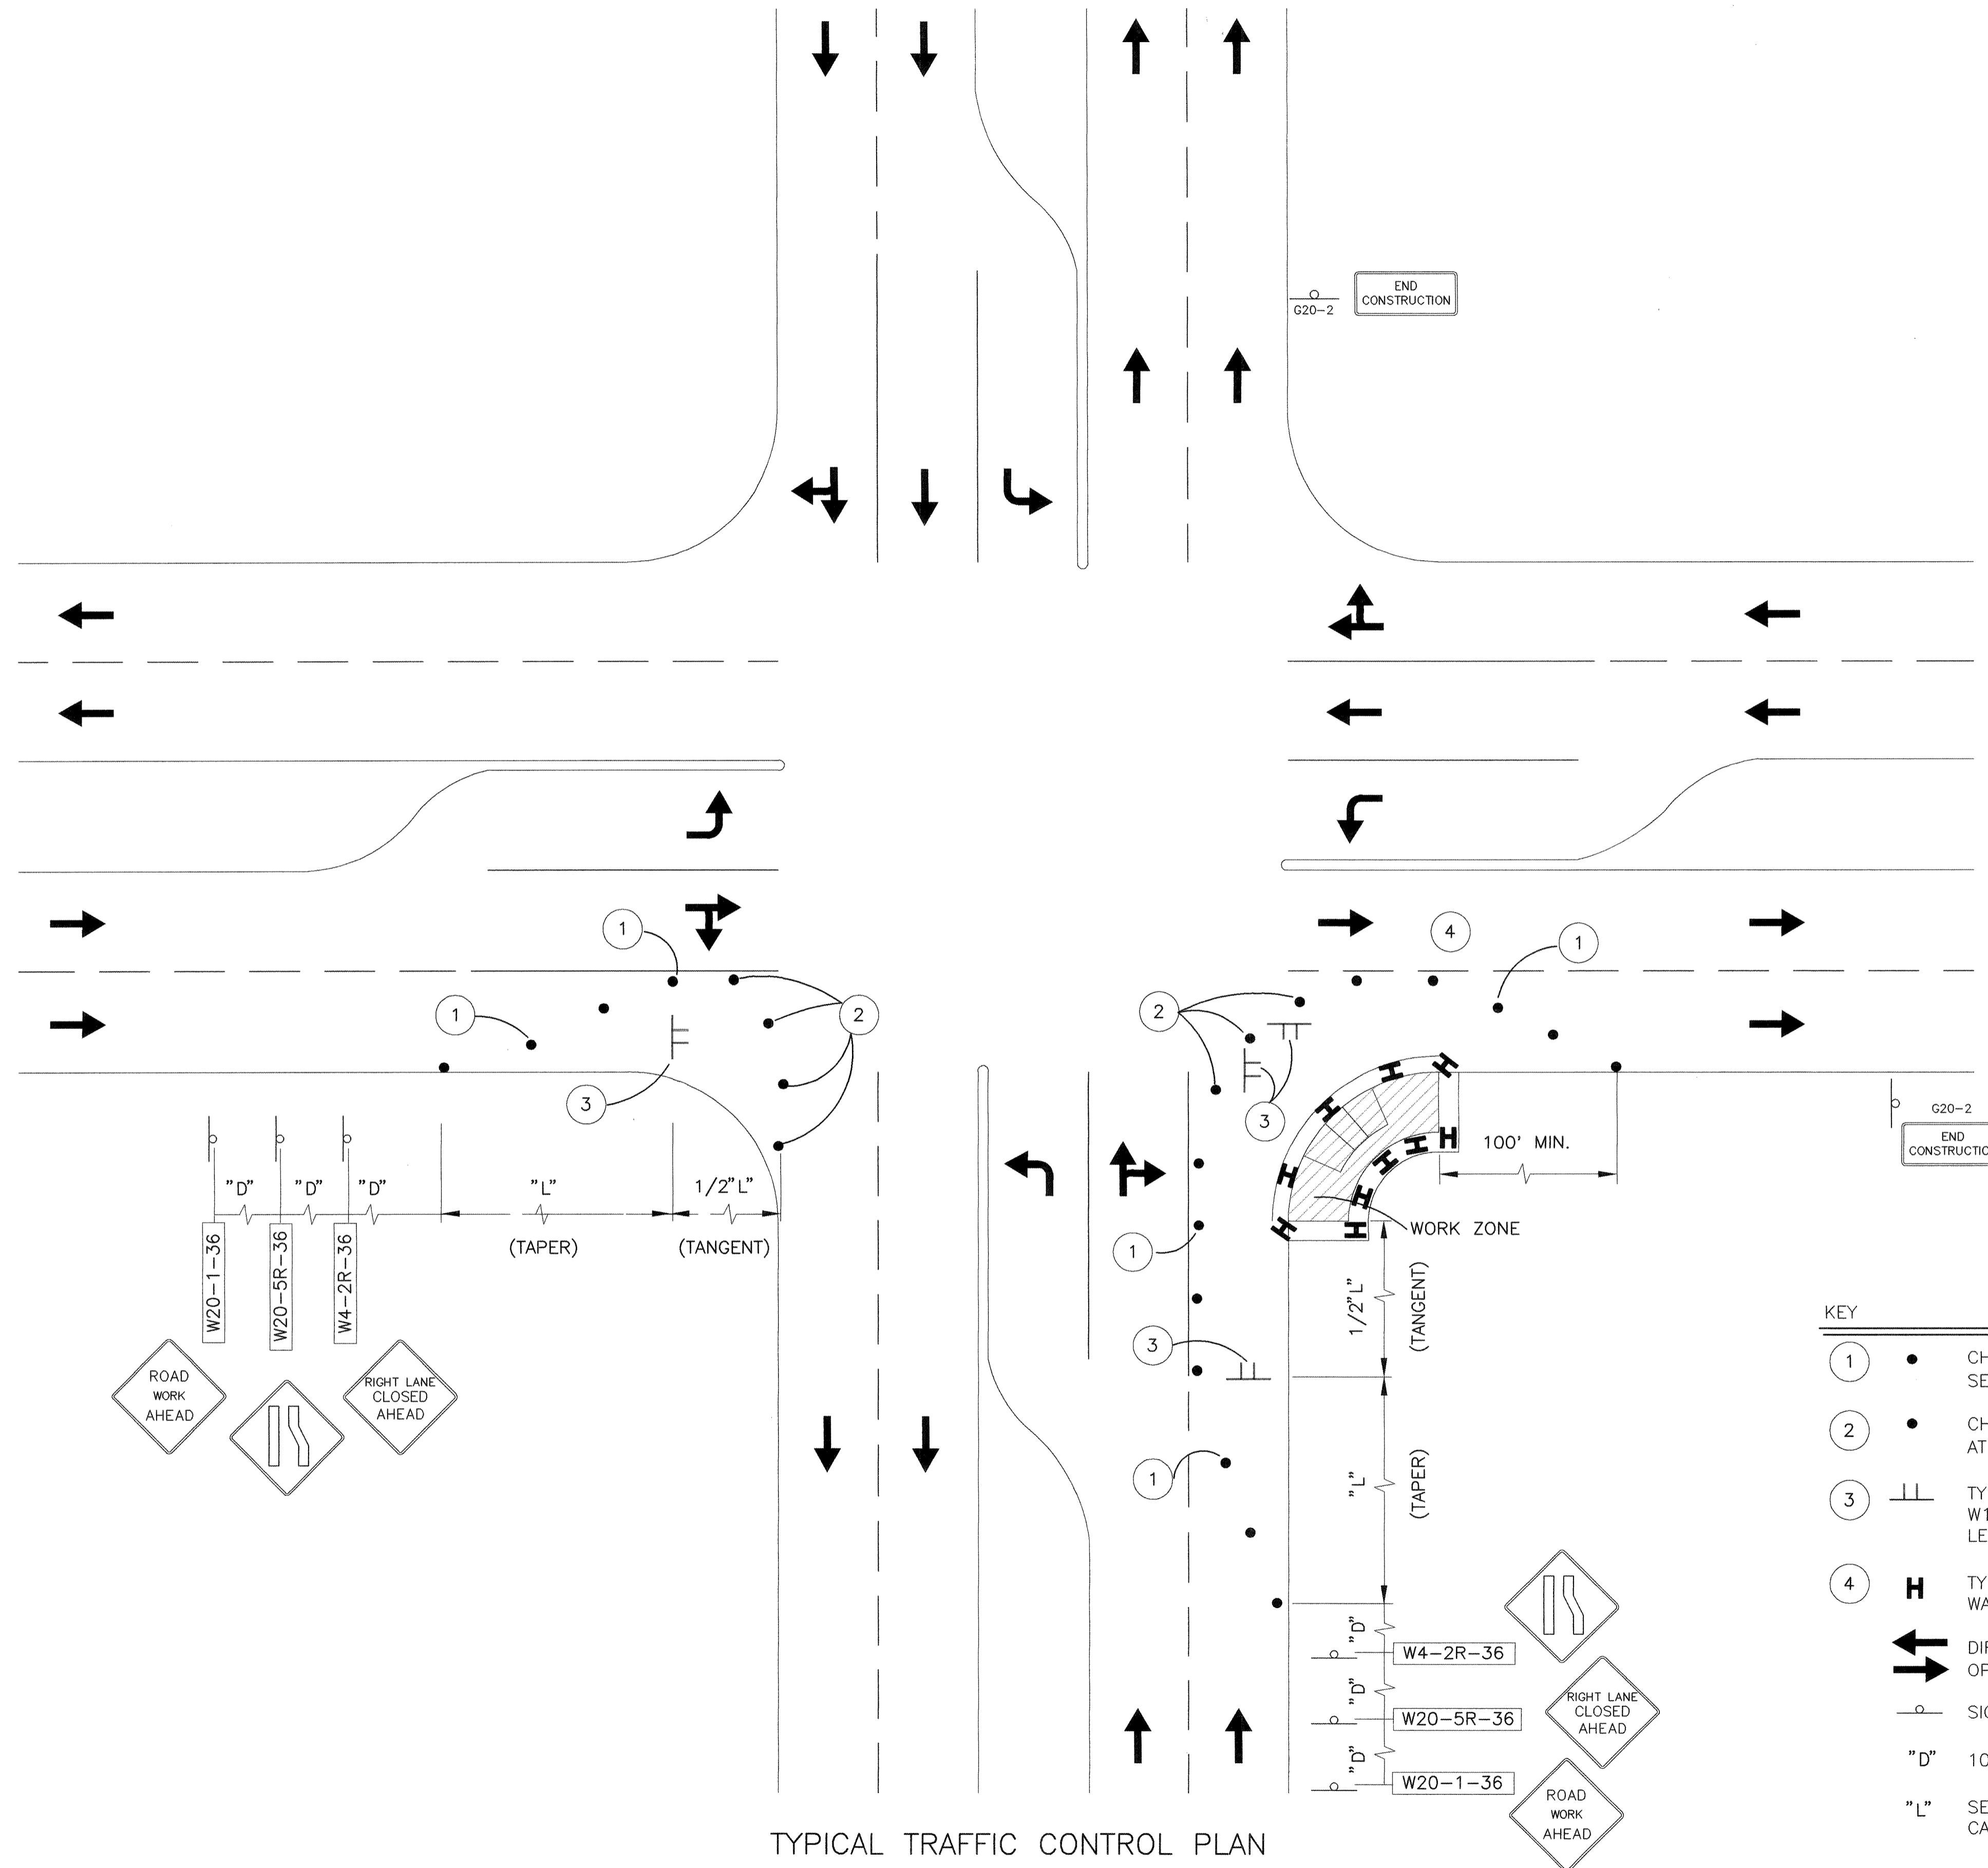 END
CONSTRUCTION
G20-2
1
4
1
1
2
2
3
3
G20-2
END
100' MIN.
"D"
"D"
"D"
"L"
1/2"L"
(TAPER)
(TANGENT)
W20-1-36
W20-5R-36
W4-2R-36
WORK ZONE
1
1/2"L"
(TANGENT)
3
ROAD
WORK
AHEAD
RIGHT LANE
CLOSED
AHEAD
1
"L"
(TAPER)
"D"
W4-2R-36
"D"
W20-5R-36
RIGHT LANE
CLOSED
AHEAD
"D"
W20-1-36
ROAD
WORK
AHEAD
KEY
1
2
AT
3
W1
4
"D"
10
"L"
TYPICAL TRAFFIC CONTROL PLAN